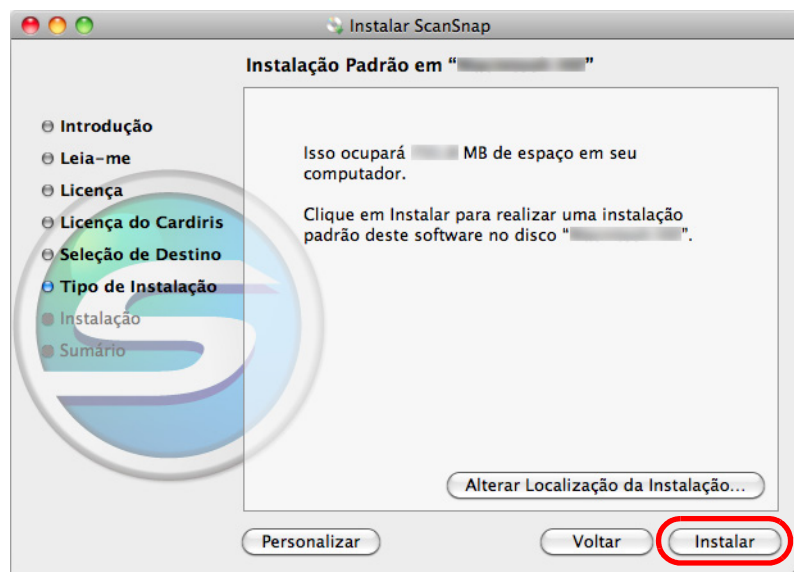 Instalar ScanSnap
Instalação Padrão em “ ”
Introdução
Leia-me
Licença
Licença do Cardiris
Seleção de Destino
Tipo de Instalação
Instalação
Sumário
Isso ocupará MB de espaço em seu
computador.
Clique em Instalar para realizar uma instalação
padrão deste software no disco “ ”.
Alterar Localização da Instalação...
Personalizar
Voltar
Instalar